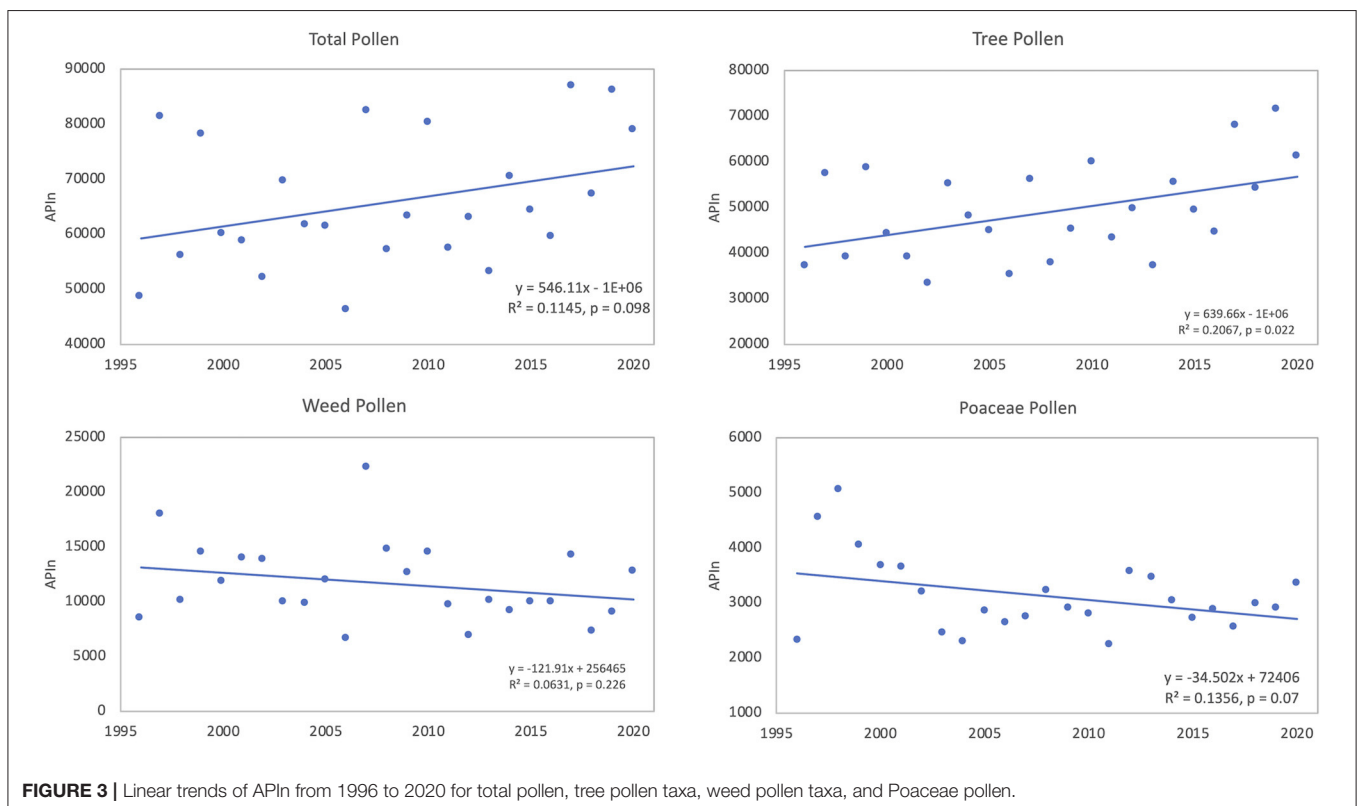 Total Pollen
90000
80000
70000
60000
50000
40000
APIn
1995 2000 2005 2010 2015 2020
y = 546.11x - 1E+06
R² = 0.1145, p = 0.098
Tree Pollen
80000
70000
60000
50000
40000
30000
20000
APIn
1995 2000 2005 2010 2015 2020
y = 639.66x - 1E+06
R² = 0.2067, p = 0.022
Weed Pollen
25000
20000
15000
10000
5000
0
APIn
1995 2000 2005 2010 2015 2020
y = -121.91x + 256465
R² = 0.0631, p = 0.226
Poaceae Pollen
6000
5000
4000
3000
2000
1000
APIn
1995 2000 2005 2010 2015 2020
y = -34.502x + 72406
R² = 0.1356, p = 0.07
FIGURE 3 | Linear trends of APIn from 1996 to 2020 for total pollen, tree pollen taxa, weed pollen taxa, and Poaceae pollen.